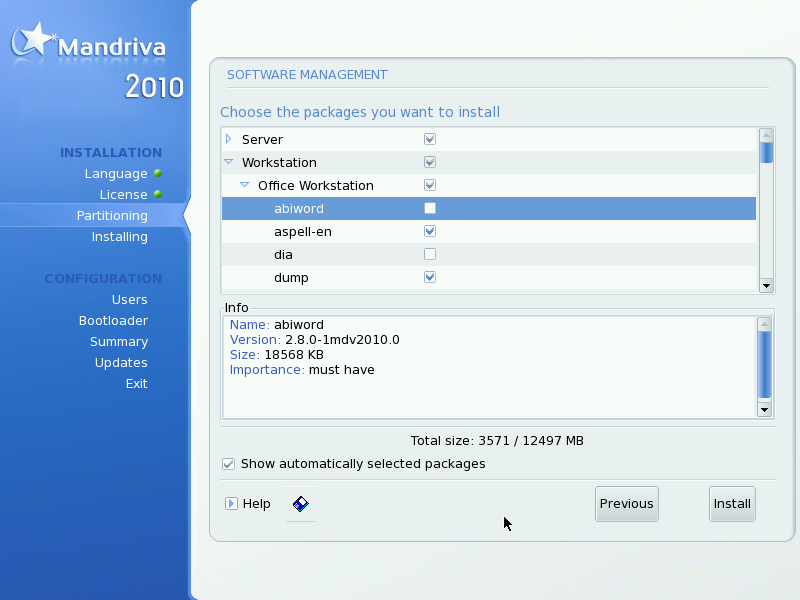 Mandriva
2010
INSTALLATION
Language
License
Partitioning
Installing
CONFIGURATION
Users
Bootloader
Summary
Updates
Exit
SOFTWARE MANAGEMENT
Choose the packages you want to install
Server
Workstation
Office Workstation
abiword
aspell-en
dia
dump
Info
Name: abiword
Version: 2.8.0-1mdv2010.0
Size: 18568 KB
Importance: must have
Total size: 3571 / 12497 MB
Show automatically selected packages
Help
Previous
Install